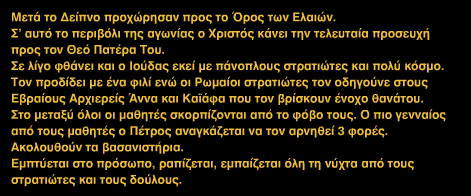 Μετά το Δείπνο προχώρησαν προς το Όρος των Ελαιών.
Σ' αυτό το περιβόλι της αγωνίας ο Χριστός κάνει την τελευταία προσευχή
προς τον Θεό Πατέρα Του.
Σε λίγο φθάνει και ο Ιούδας εκεί με πάνοπλους στρατιώτες και πολύ κόσμο.
Τον προδίδει με ένα φιλί ενώ οι Ρωμαίοι στρατιώτες τον οδηγούνε στους
Εβραίους Αρχιερείς Άννα και Καϊάφα που τον βρίσκουν ένοχο θανάτου.
Στο μεταξύ όλοι οι μαθητές σκορπίζονται από το φόβο τους. Ο πιο γενναίος
από τους μαθητές ο Πέτρος αναγκάζεται να τον αρνηθεί 3 φορές.
Ακολουθούν τα βασανιστήρια.
Εμπτύεται στο πρόσωπο, ραπίζεται, εμπαίζεται όλη τη νύχτα από τους
στρατιώτες και τους δούλους.